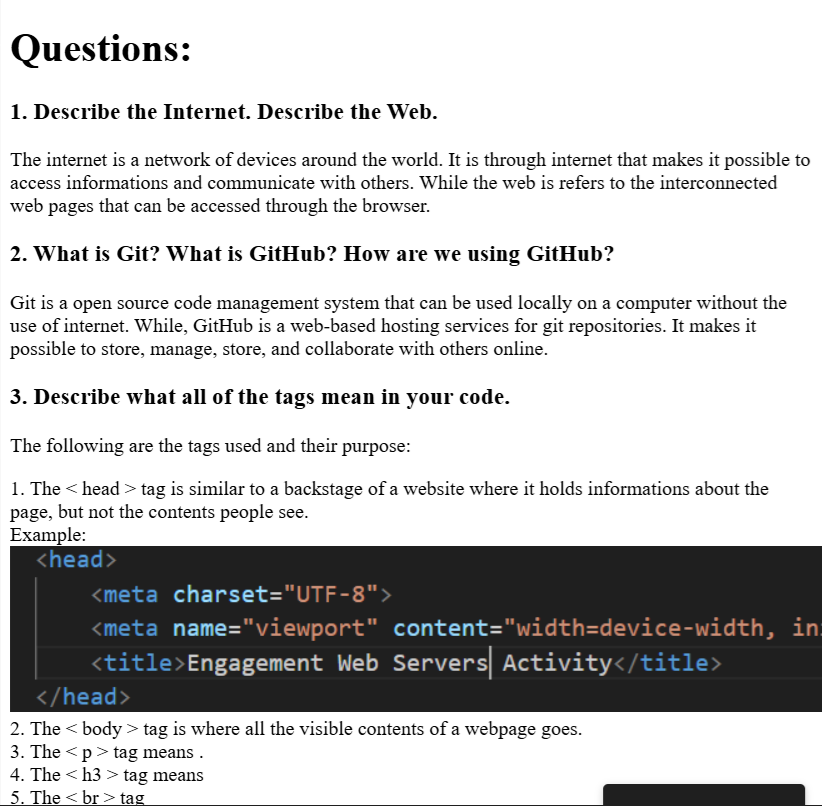 Questions:
1. Describe the Internet. Describe the Web.
The internet is a network of devices around the world. It is through internet that makes it possible to
access informations and communicate with others. While the web is refers to the interconnected
web pages that can be accessed through the browser.
2. What is Git? What is GitHub? How are we using GitHub?
Git is a open source code management system that can be used locally on a computer without the
use of internet. While, GitHub is a web-based hosting services for git repositories. It makes it
possible to store, manage, store, and collaborate with others online.
3. Describe what all of the tags mean in your code.
The following are the tags used and their purpose:
1. The < head > tag is similar to a backstage of a website where it holds informations about the
page, but not the contents people see.
Example:
<head>
<meta charset="UTF-8">
<meta name="viewport" content="width=device-width, in
<title>Engagement Web Servers Activity</title>
</head>
2. The < body > tag is where all the visible contents of a webpage goes.
3. The < p > tag means .
4. The < h3 > tag means
5. The < br > tag